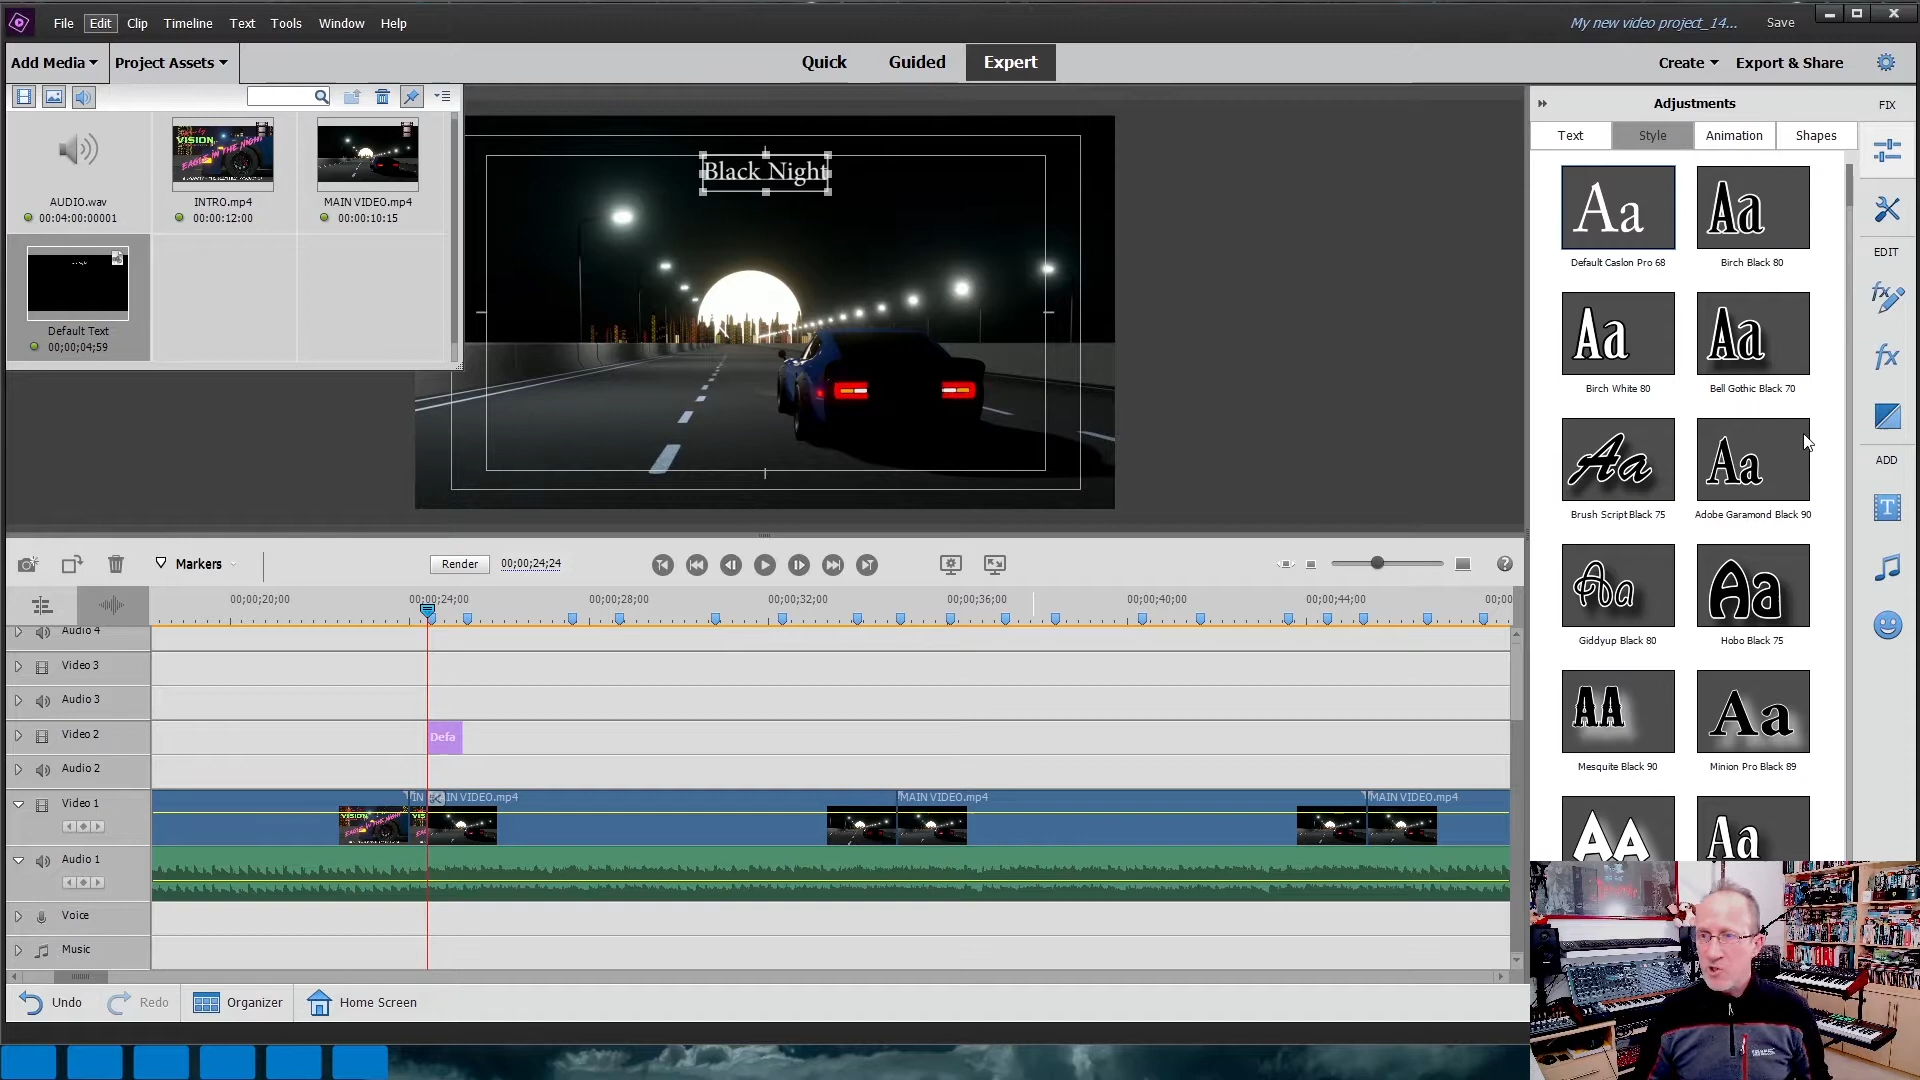 File Edit Clip Timeline Text Tools Window Help
My new video project_14... Save
Add Media Project Assets
Quick Guided Expert
Create Export & Share
Adjustments
FIX
Text Style Animation Shapes
AUDIO.wav
00:04:00:00001
VISION
EAGLE IN THE NIGHT
INTRO.mp4
00:00:12:00
MAIN VIDEO.mp4
00:00:10:15
Default Text
00;00;04;59
Black Night
Aa
Default Caslon Pro 68
Aa
Birch Black 80
EDIT
Aa
Birch White 80
Aa
Bell Gothic Black 70
Aa
Brush Script Black 75
Aa
Adobe Garamond Black 90
ADD
Aa
Giddyup Black 80
Aa
Hobo Black 75
AA
Mesquite Black 90
Aa
Minion Pro Black 89
AA
Aa
Markers
Render 00;00;24;24
00;00;20;00 00;00;24;00 00;00;28;00 00;00;32;00 00;00;36;00 00;00;40;00 00;00;44;00 00;00
Audio 4
Video 3
Audio 3
Video 2
Defa
Audio 2
Video 1
IN IN VIDEO.mp4 MAIN VIDEO.mp4 MAIN VIDEO.mp4
Audio 1
Voice
Music
Undo Redo Organizer Home Screen